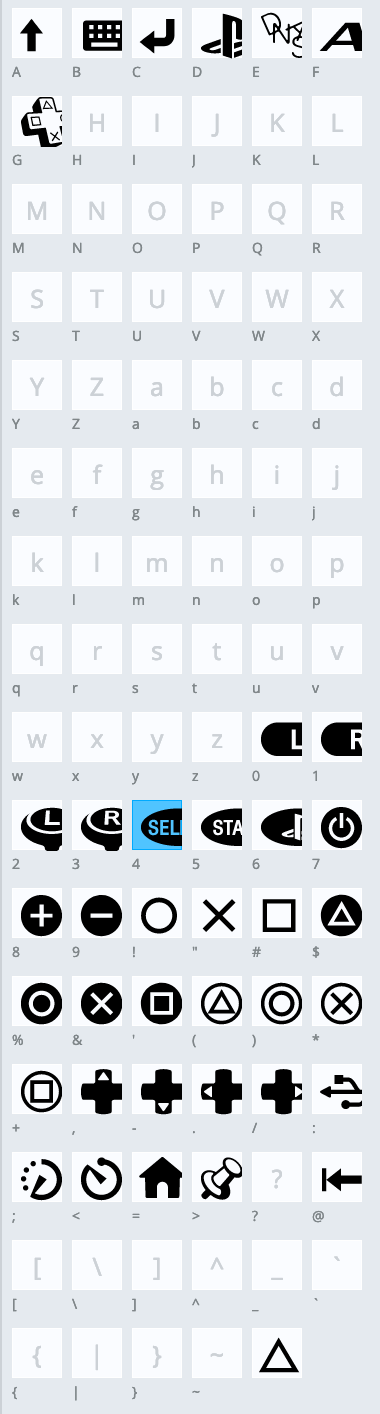 A B C D E F
H I J K L
G H I J K L
M N O P Q R
M N O P Q R
S T U V W X
S T U V W X
Y Z a b c d
Y Z a b c d
e f g h i j
e f g h i j
k l m n o p
k l m n o p
q r s t u v
q r s t u v
w x y z L R
w x y z 0 1
L R SEL STA
2 3 4 5 6 7
8 9 ! " # $
% & ' ( ) *
+ , - . / :
?
; < = > ? @
[ \ ] ^ _ `
[ \ ] ^ _ `
{ | } ~
{ | } ~